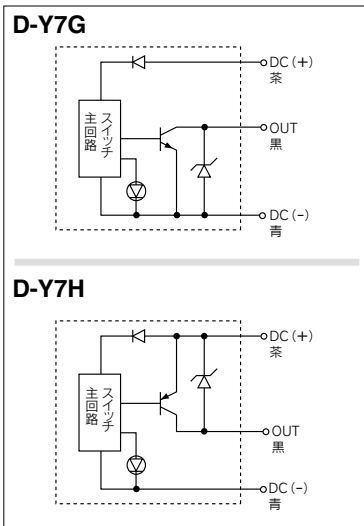 D-Y7G
DC (+)
茶
スイッチ
主回路
OUT
黒
DC (−)
青
D-Y7H
DC (+)
茶
スイッチ
主回路
OUT
黒
DC (−)
青